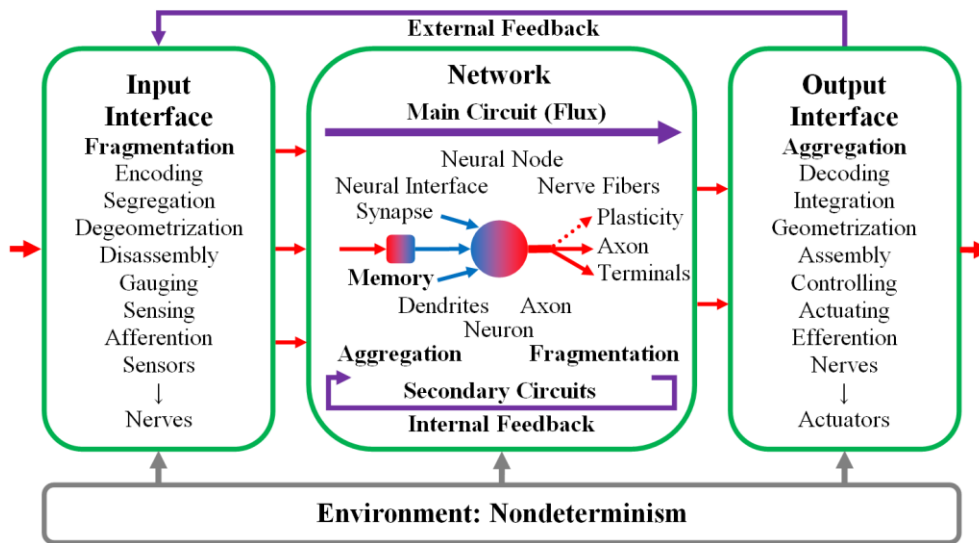 External Feedback
Input
Interface
Fragmentation
Encoding
Segregation
Degeometrization
Disassembly
Gauging
Sensing
Afferention
Sensors
↓
Nerves
Network
Main Circuit (Flux)
Neural Node
Neural Interface
Nerve Fibers
Synapse
Plasticity
Axon
Memory
Terminals
Dendrites
Axon
Neuron
Aggregation
Fragmentation
Secondary Circuits
Internal Feedback
Output
Interface
Aggregation
Decoding
Integration
Geometrization
Assembly
Controlling
Actuating
Efferention
Nerves
↓
Actuators
Environment: Nondeterminism